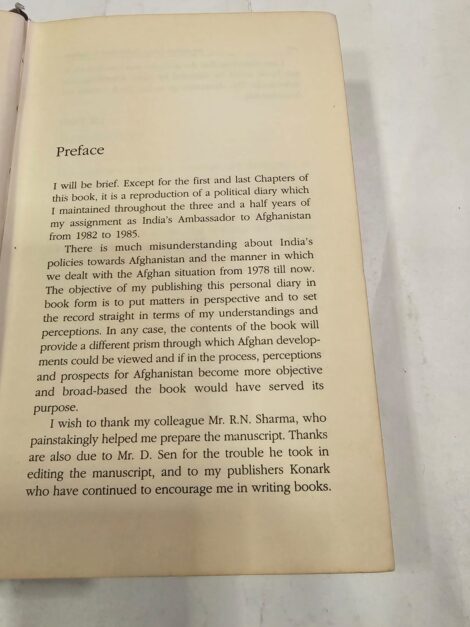 Preface
I will be brief. Except for the first and last Chapters of
this book, it is a reproduction of a political diary which
I maintained throughout the three and a half years of
my assignment as India's Ambassador to Afghanistan
from 1982 to 1985.
There is much misunderstanding about India's
policies towards Afghanistan and the manner in which
we dealt with the Afghan situation from 1978 till now.
The objective of my publishing this personal diary in
book form is to put matters in perspective and to set
the record straight in terms of my understandings and
perceptions. In any case, the contents of the book will
provide a different prism through which Afghan develop-
ments could be viewed and if in the process, perceptions
and prospects for Afghanistan become more objective
and broad-based the book would have served its
purpose.
I wish to thank my colleague Mr. R.N. Sharma, who
painstakingly helped me prepare the manuscript. Thanks
are also due to Mr. D. Sen for the trouble he took in
editing the manuscript, and to my publishers Konark
who have continued to encourage me in writing books.